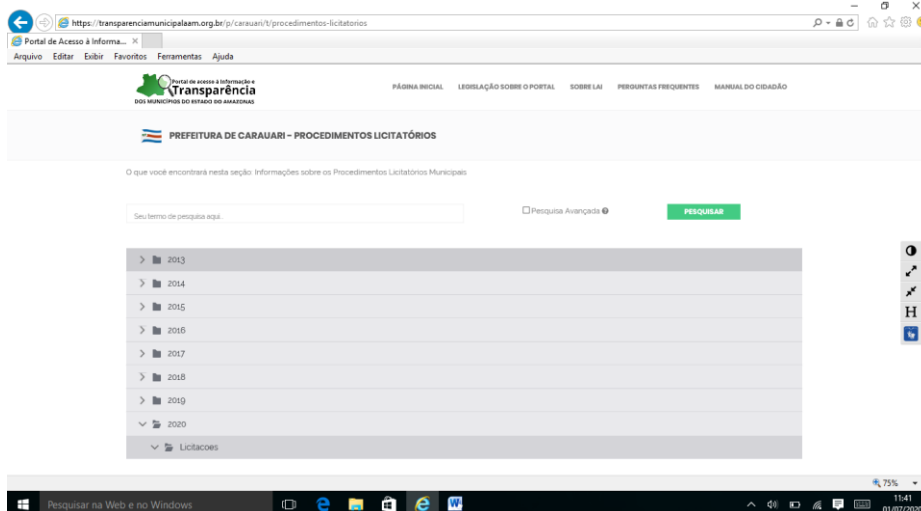 https://transparenciamunicipalaam.org.br/p/carauari/t/procedimentos-licitatorios
Portal de Acesso à Informa...
Arquivo Editar Exibir Favoritos Ferramentas Ajuda
Portal de acesso à Informação e
Transparência
DOS MUNICÍPIOS DO ESTADO DO AMAZONAS
PÁGINA INICIAL LEGISLAÇÃO SOBRE O PORTAL SOBRE LAI PERGUNTAS FREQUENTES MANUAL DO CIDADÃO
PREFEITURA DE CARAUARI - PROCEDIMENTOS LICITATÓRIOS
O que você encontrará nesta seção: Informações sobre os Procedimentos Licitatórios Municipais
Seu termo de pesquisa aqui...
Pesquisa Avançada
PESQUISAR
2013
2014
2015
2016
2017
2018
2019
2020
Licitacoes
H
75%
Pesquisar na Web e no Windows
11:41
01/07/2020